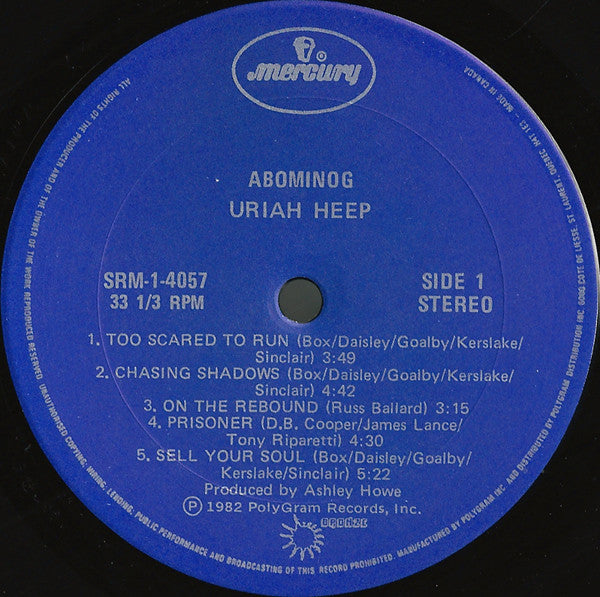 mercury
ABOMINOG
URIAH HEEP
SRM-1-4057
33 1/3 RPM
SIDE 1
STEREO
1. TOO SCARED TO RUN (Box/Daisley/Goalby/Kerslake/
Sinclair) 3:49
2. CHASING SHADOWS (Box/Daisley/Goalby/Kerslake/
Sinclair) 4:42
3. ON THE REBOUND (Russ Ballard) 3:15
4. PRISONER (D.B. Cooper/James Lance/
Tony Riparetti) 4:30
5. SELL YOUR SOUL (Box/Daisley/Goalby/
Kerslake/Sinclair) 5:22
Produced by Ashley Howe
℗ 1982 PolyGram Records, Inc.
BRONZE
ALL RIGHTS OF THE PRODUCER AND OF THE OWNER OF THE WORK REPRODUCED RESERVED. UNAUTHORISED COPYING, HIRING, LENDING, PUBLIC PERFORMANCE AND BROADCASTING OF THIS RECORD PROHIBITED. MANUFACTURED BY POLYGRAM INC. AND DISTRIBUTED BY POLYGRAM DISTRIBUTION INC. 6000 COTE DE LIESSE, ST. LAURENT, QUEBEC H4T 1E3 - MADE IN CANADA